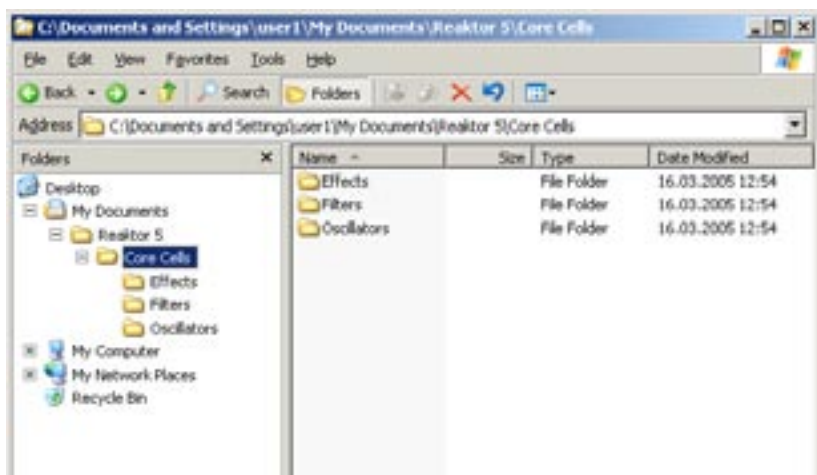 C:\Documents and Settings\user1\My Documents\Reaktor 5\Core Cells
File Edit View Favorites Tools Help
Back Search Folders
Address C:\Documents and Settings\user1\My Documents\Reaktor 5\Core Cells
Folders Name Size Type Date Modified
Desktop
My Documents
Reaktor 5
Core Cells
Effects
Filters
Oscillators
My Computer
My Network Places
Recycle Bin
Effects File Folder 16.03.2005 12:54
Filters File Folder 16.03.2005 12:54
Oscillators File Folder 16.03.2005 12:54